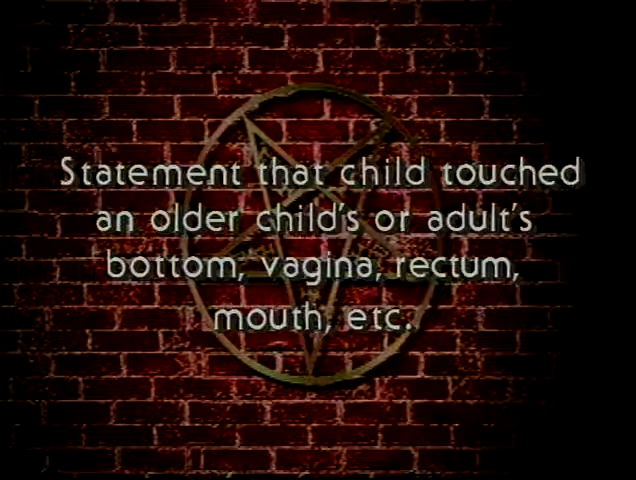 Statement that child touched
an older child's or adult's
bottom, vagina, rectum,
mouth, etc.